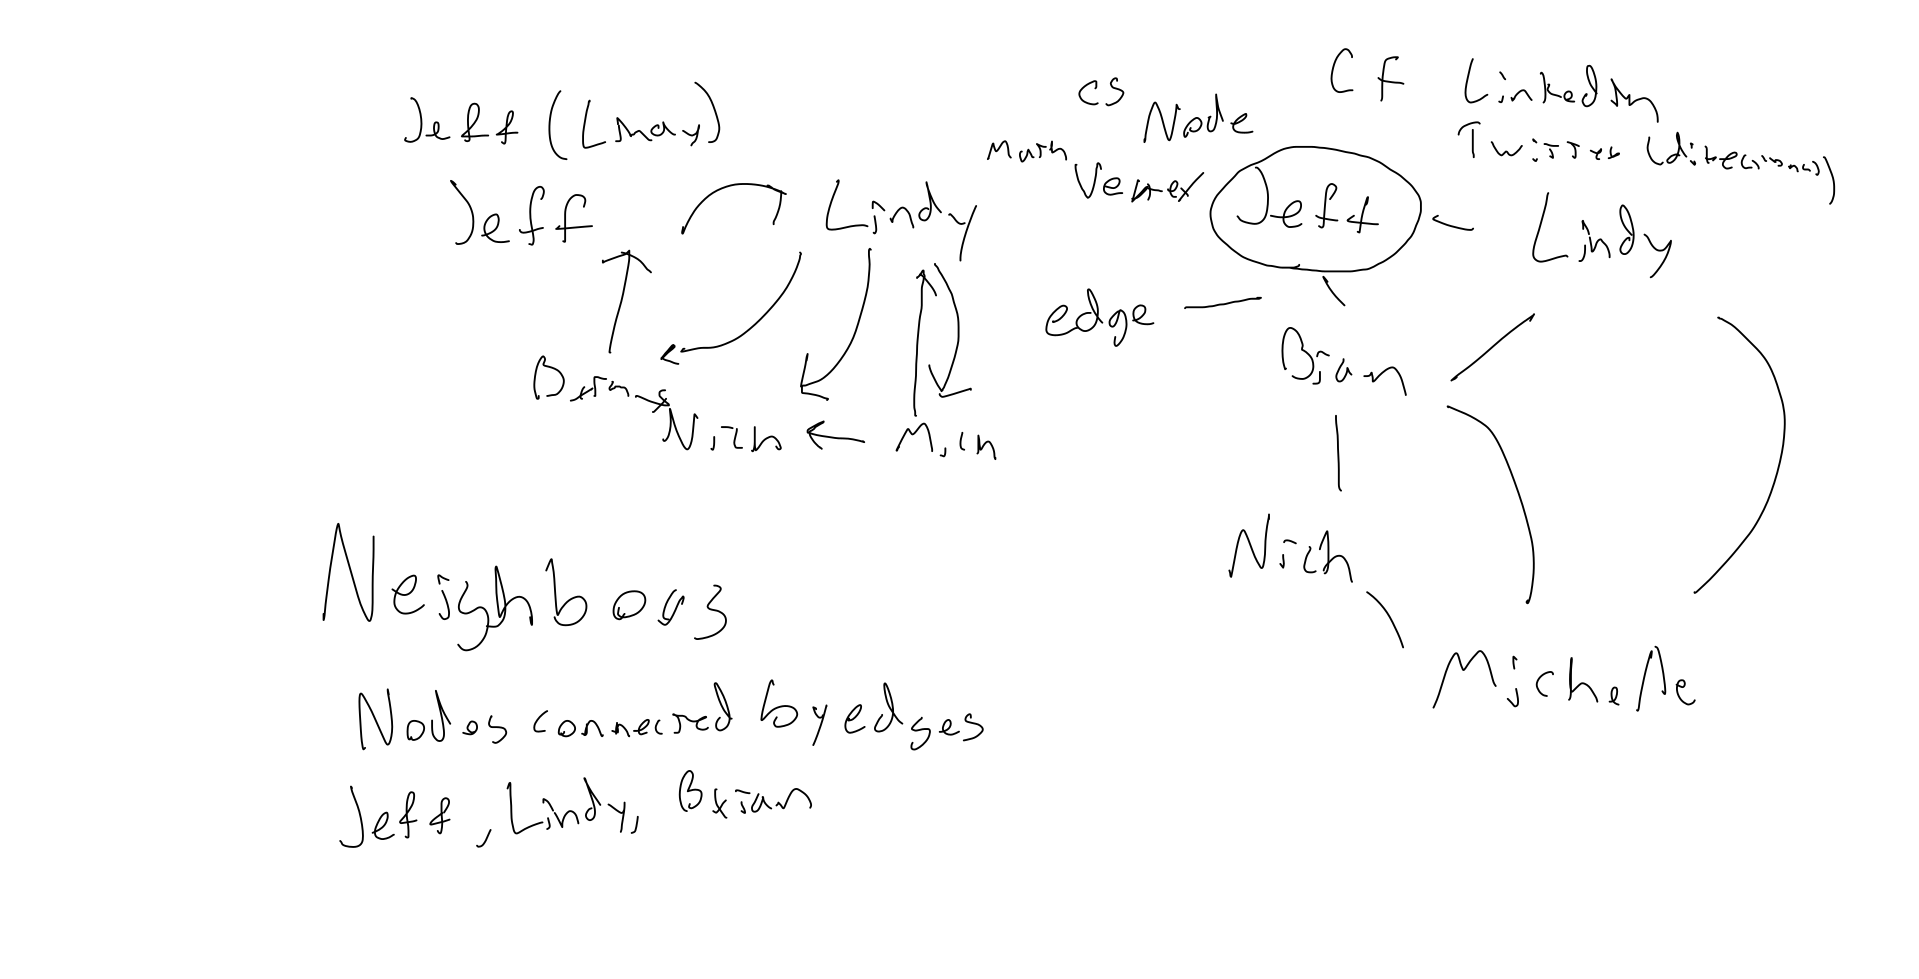 Jeff (Lmay)
Jeff Lindy
Brian Nich Mich
Neighbors
Nodes connected by edges
Jeff, Lindy, Brian
CS Node
Math Vertex
edge
CF LinkedIn
Twitter (directional)
Jeff Lindy
Bian
Nich
Michelle